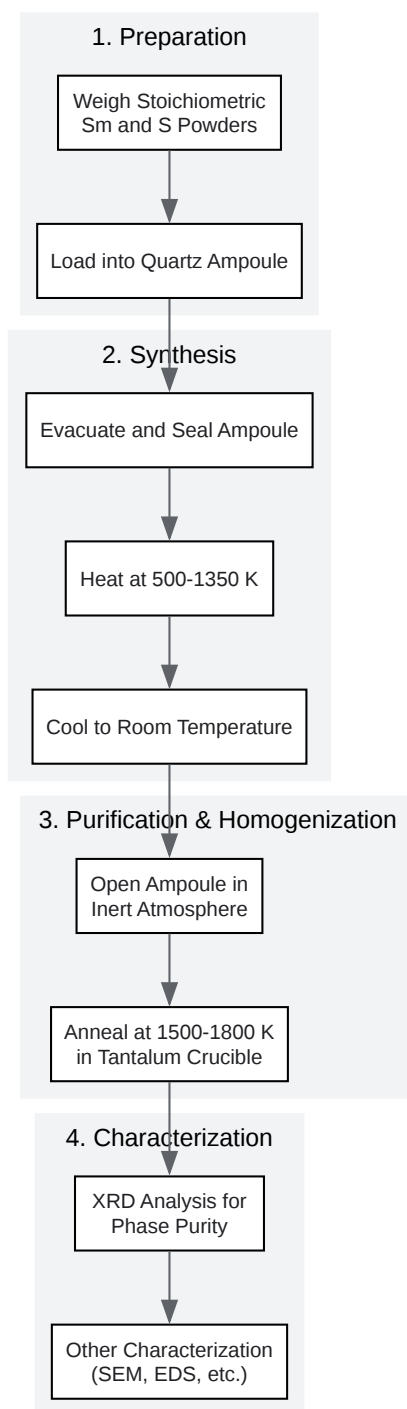 1. Preparation
Weigh Stoichiometric
Sm and S Powders
Load into Quartz Ampoule
2. Synthesis
Evacuate and Seal Ampoule
Heat at 500-1350 K
Cool to Room Temperature
3. Purification & Homogenization
Open Ampoule in
Inert Atmosphere
Anneal at 1500-1800 K
in Tantalum Crucible
4. Characterization
XRD Analysis for
Phase Purity
Other Characterization
(SEM, EDS, etc.)